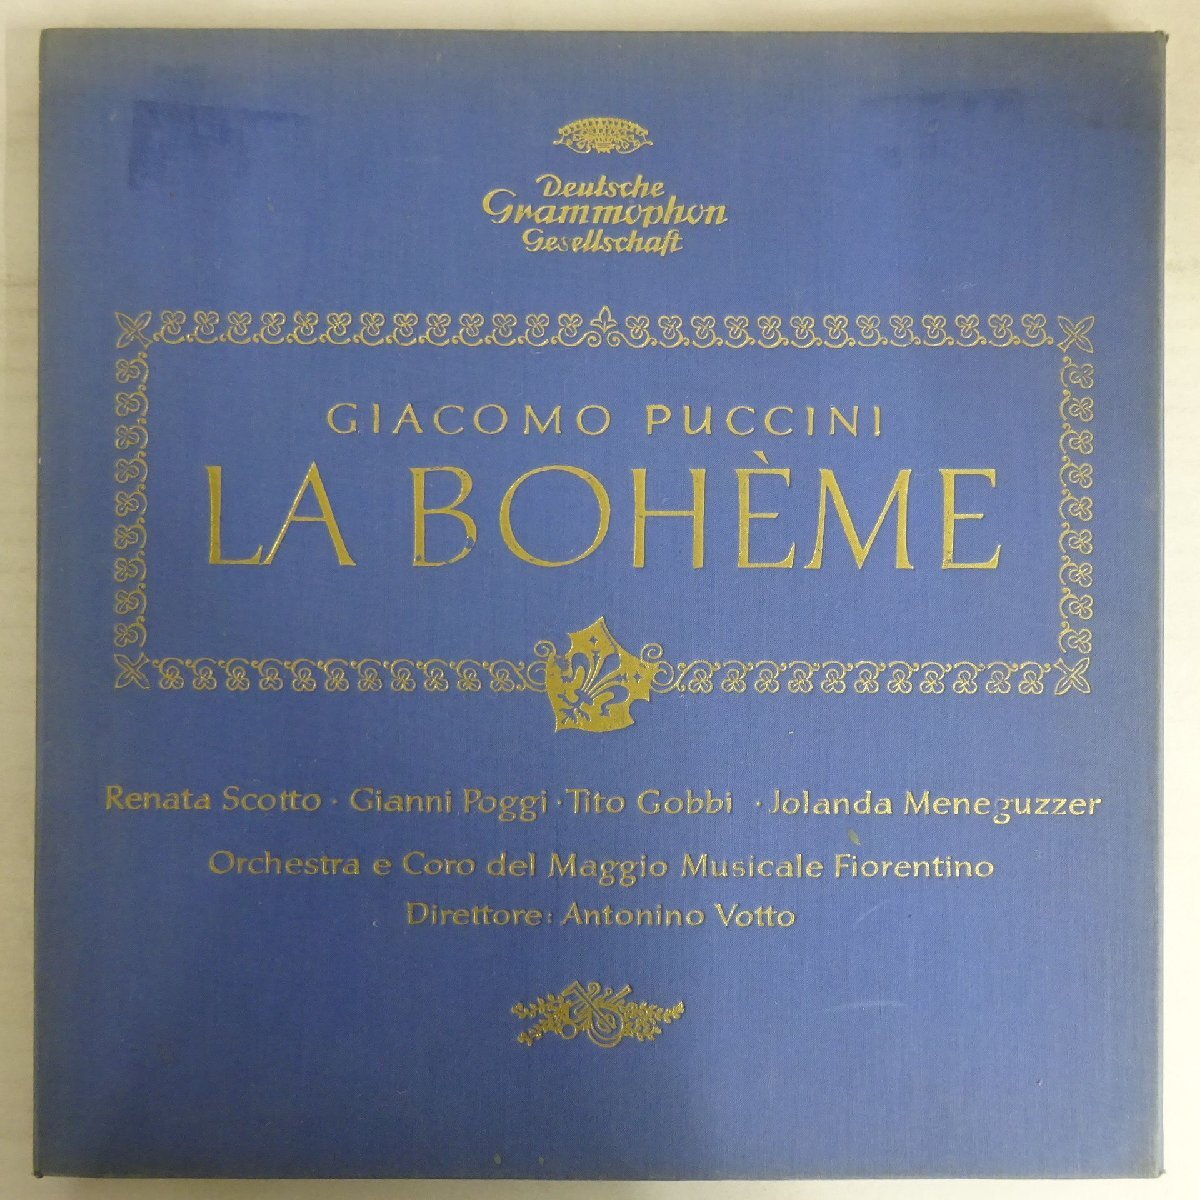 Deutsche
Grammophon
Gesellschaft
GIACOMO PUCCINI
LA BOHÈME
Renata Scotto · Gianni Poggi · Tito Gobbi · Jolanda Meneguzzer
Orchestra e Coro del Maggio Musicale Fiorentino
Direttore: Antonino Votto